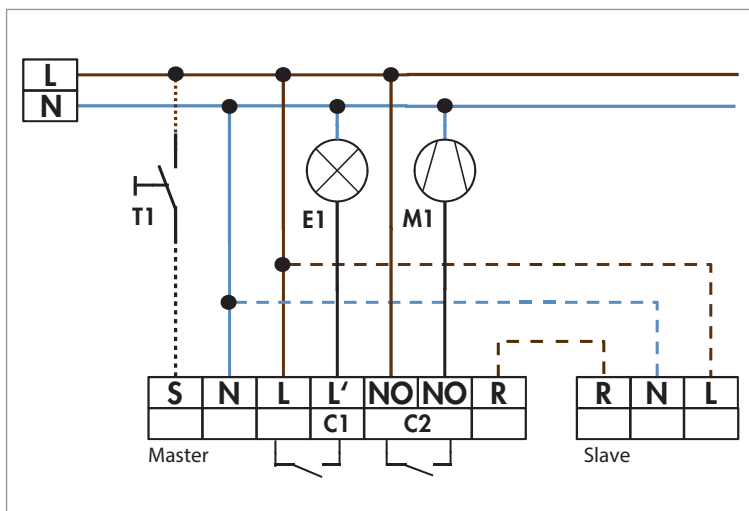 L
N
T1
E1
M1
S N L L′ NO NO R
C1 C2
R N L
Master
Slave